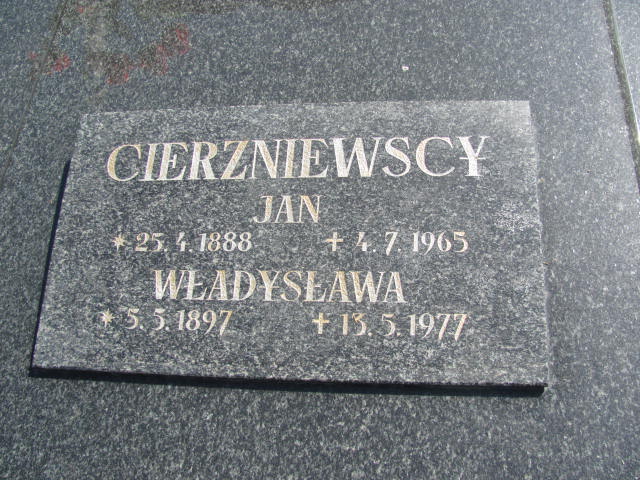 CIERZNIEWSCY
JAN
* 25.4.1888 + 4.7.1965
WŁADYSŁAWA
* 5.5.1897 + 13.5.1977